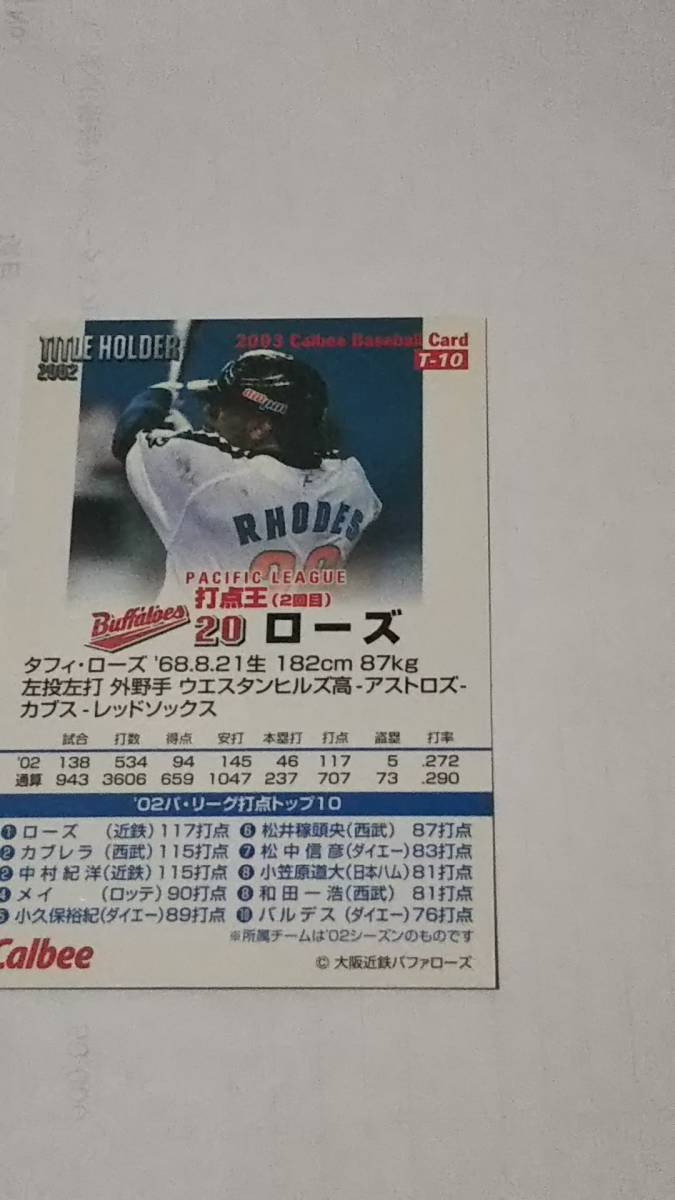 TITLE HOLDER
2002
2003 Calbee Baseball Card
T-10
ampm
RHODES
20
PACIFIC LEAGUE
打点王(2回目)
Buffaloes
20 ローズ
タフィ・ローズ '68.8.21生 182cm 87kg
左投左打 外野手 ウエスタンヒルズ高-アストロズ-
カブス-レッドソックス
試合 打数 得点 安打 本塁打 打点 盗塁 打率
'02 138 534 94 145 46 117 5 .272
通算 943 3606 659 1047 237 707 73 .290
'02パ・リーグ打点トップ10
❶ローズ (近鉄)117打点 ❻松井稼頭央(西武) 87打点
❷カブレラ (西武)115打点 ❼松中信彦(ダイエー)83打点
❷中村紀洋(近鉄)115打点 ❽小笠原道大(日本ハム)81打点
❹メイ (ロッテ)90打点 ❽和田一浩(西武) 81打点
❺小久保裕紀(ダイエー)89打点 ❿バルデス(ダイエー)76打点
※所属チームは'02シーズンのものです
Calbee
© 大阪近鉄バファローズ